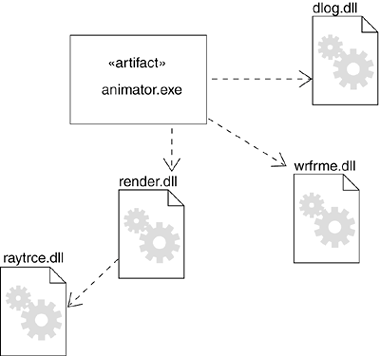 dlog.dll
«artifact»
animator.exe
wrfrme.dll
render.dll
raytrce.dll